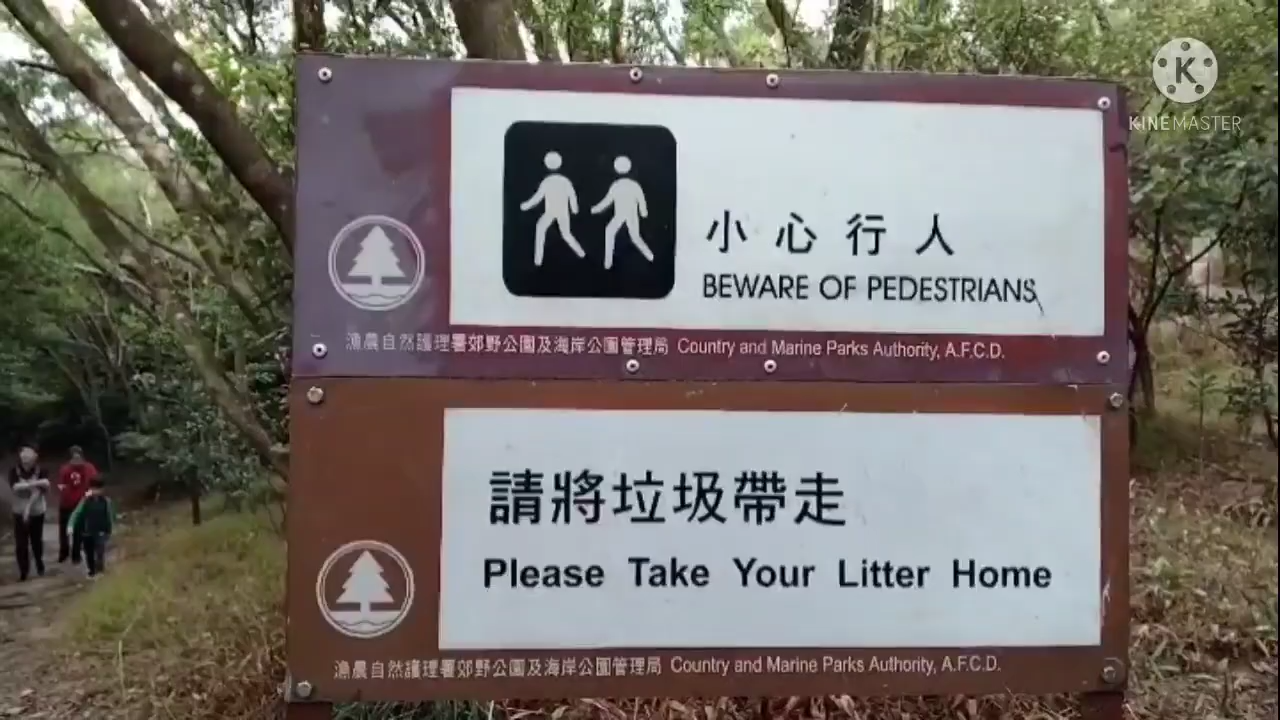 K
KINEMASTER
小心行人
BEWARE OF PEDESTRIANS
漁農自然護理署郊野公園及海岸公園管理局 Country and Marine Parks Authority, A.F.C.D.
請將垃圾帶走
Please Take Your Litter Home
漁農自然護理署郊野公園及海岸公園管理局 Country and Marine Parks Authority, A.F.C.D.